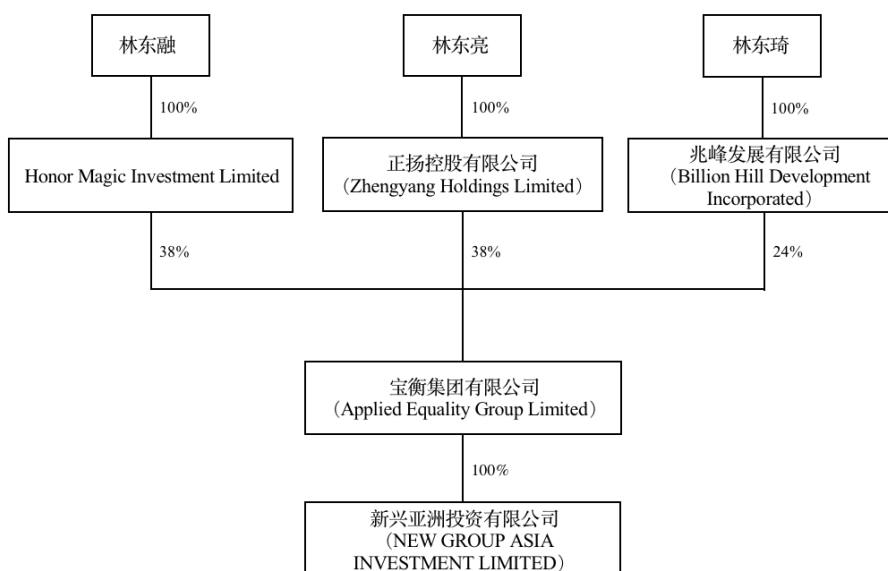 林东融
林东亮
林东琦
100%
100%
100%
Honor Magic Investment Limited
正扬控股有限公司
（Zhengyang Holdings Limited）
兆峰发展有限公司
（Billion Hill Development
Incorporated）
38%
38%
24%
宝衡集团有限公司
（Applied Equality Group Limited）
100%
新兴亚洲投资有限公司
（NEW GROUP ASIA
INVESTMENT LIMITED）